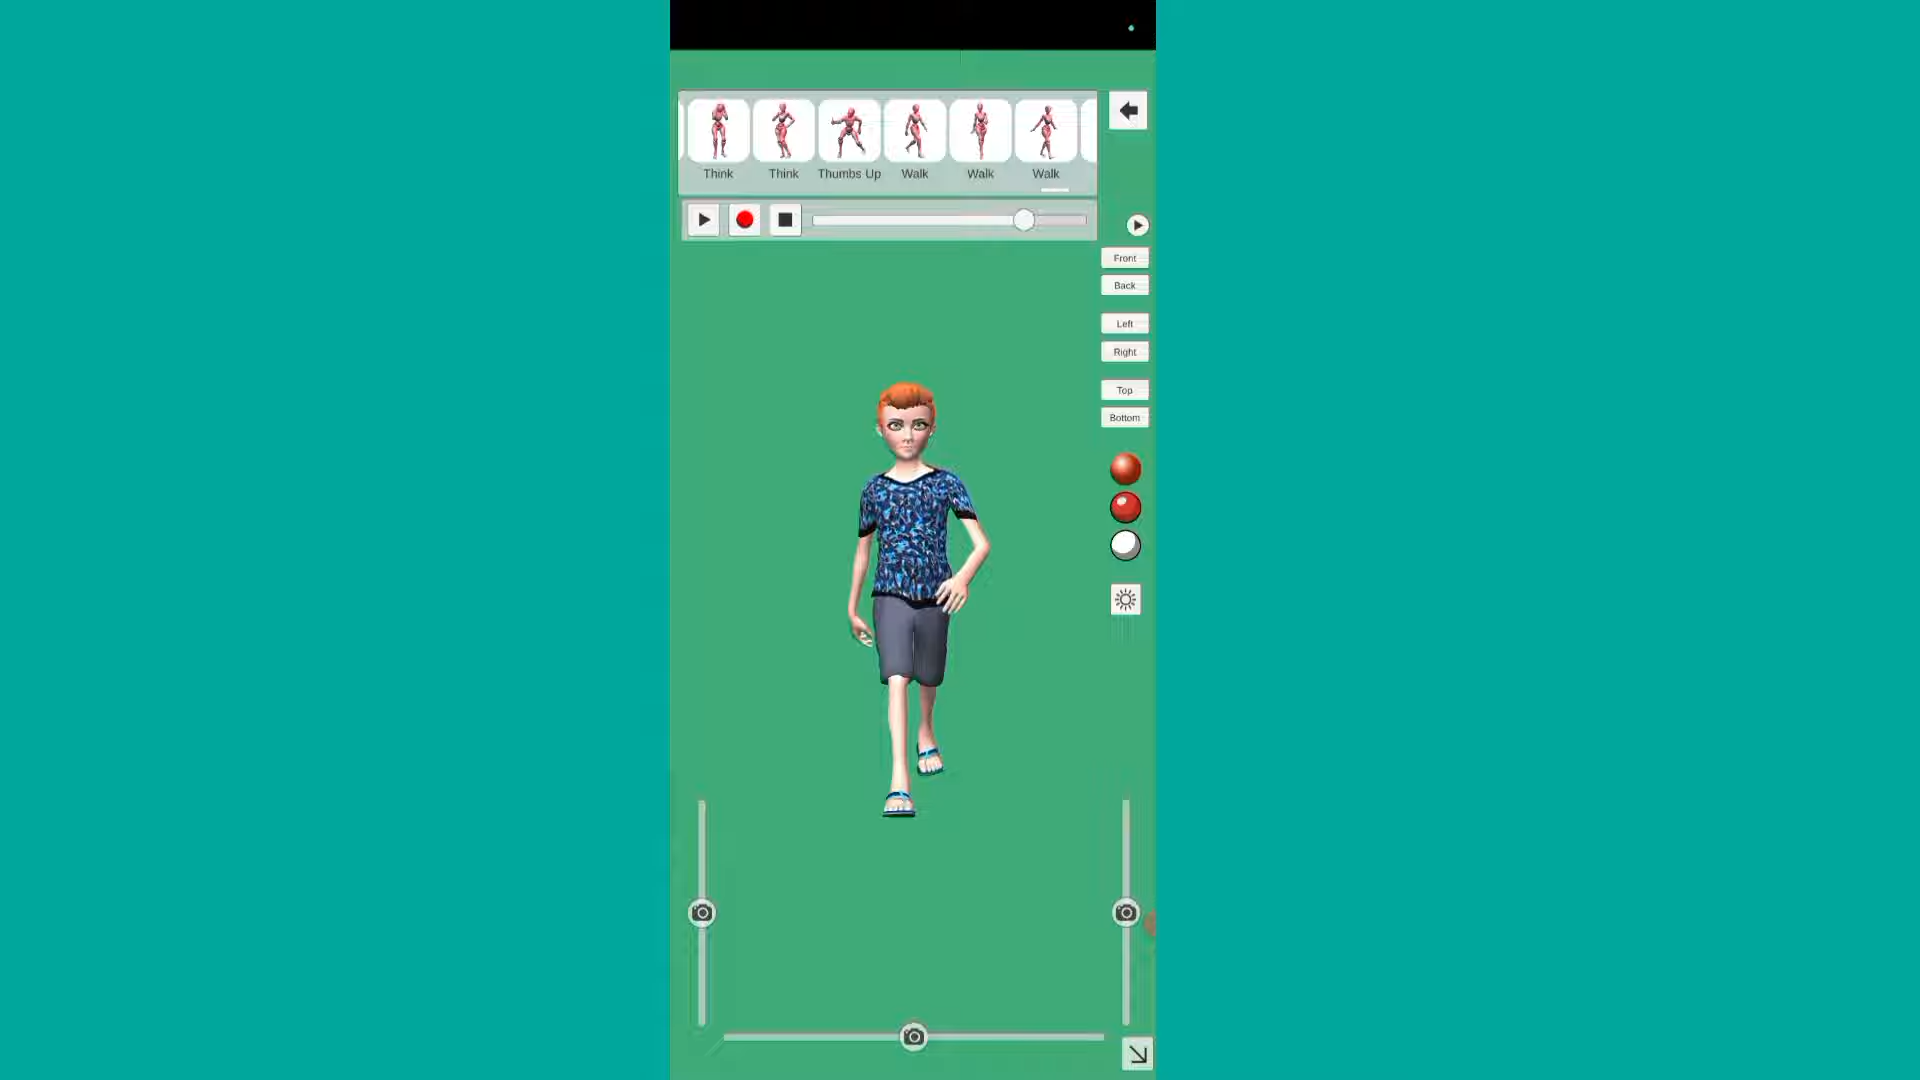 Think Think Thumbs Up Walk Walk Walk
Front
Back
Left
Right
Top
Bottom